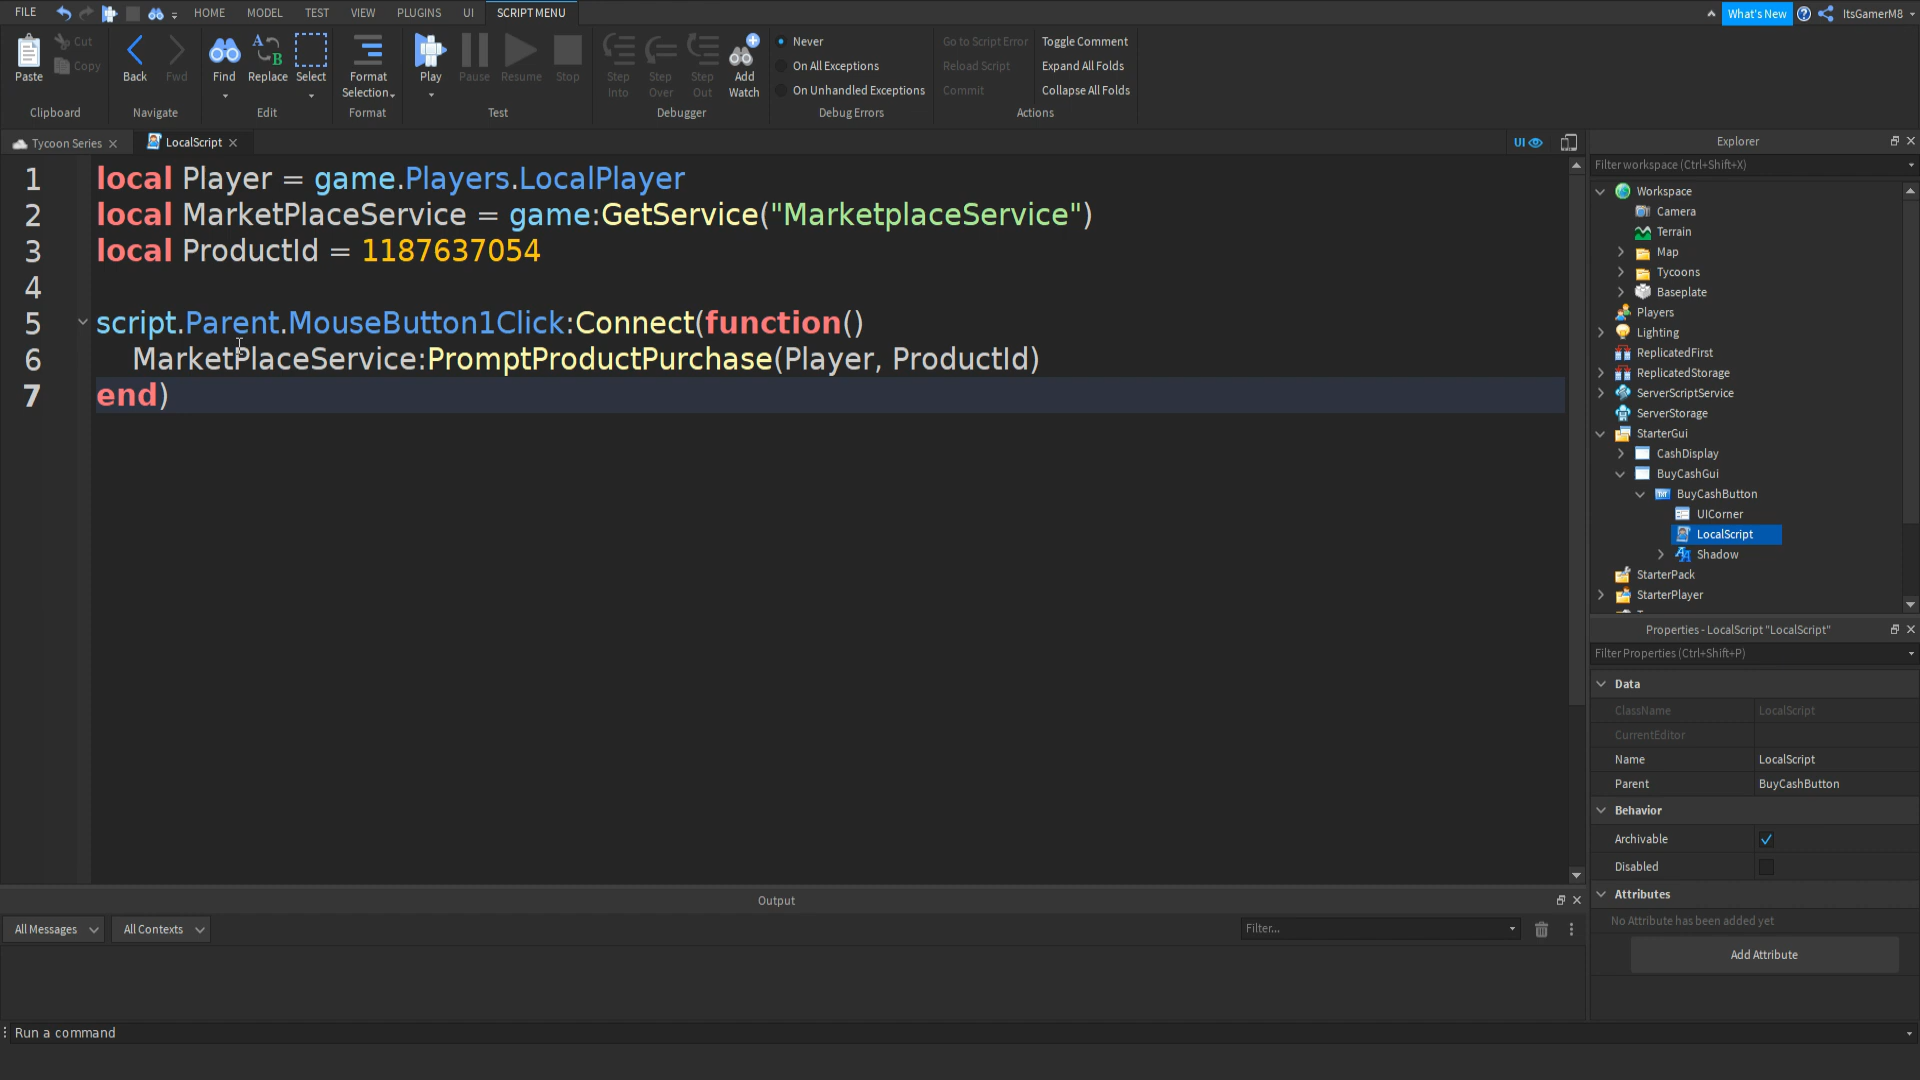 FILE HOME MODEL TEST VIEW PLUGINS UI SCRIPT MENU What's New ItsGamerM8
Paste Cut Copy Clipboard
Back Fwd Navigate
Find Replace Select Edit
Format Selection Format
Play Pause Resume Stop Test
Step Into Step Over Step Out Add Watch Debugger
Never
On All Exceptions
On Unhandled Exceptions
Debug Errors
Go to Script Error Toggle Comment
Reload Script Expand All Folds
Commit Collapse All Folds
Actions
Tycoon Series LocalScript UI
1 local Player = game.Players.LocalPlayer
2 local MarketPlaceService = game:GetService("MarketplaceService")
3 local ProductId = 1187637054
4
5 script.Parent.MouseButton1Click:Connect(function()
6 MarketPlaceService:PromptProductPurchase(Player, ProductId)
7 end)
Explorer
Filter workspace (Ctrl+Shift+X)
Workspace
Camera
Terrain
Map
Tycoons
Baseplate
Players
Lighting
ReplicatedFirst
ReplicatedStorage
ServerScriptService
ServerStorage
StarterGui
CashDisplay
BuyCashGui
BuyCashButton
UICorner
LocalScript
Shadow
StarterPack
StarterPlayer
Properties - LocalScript "LocalScript"
Filter Properties (Ctrl+Shift+P)
Data
ClassName LocalScript
CurrentEditor
Name LocalScript
Parent BuyCashButton
Behavior
Archivable
Disabled
Attributes
No Attribute has been added yet
Add Attribute
Output
All Messages All Contexts Filter...
Run a command